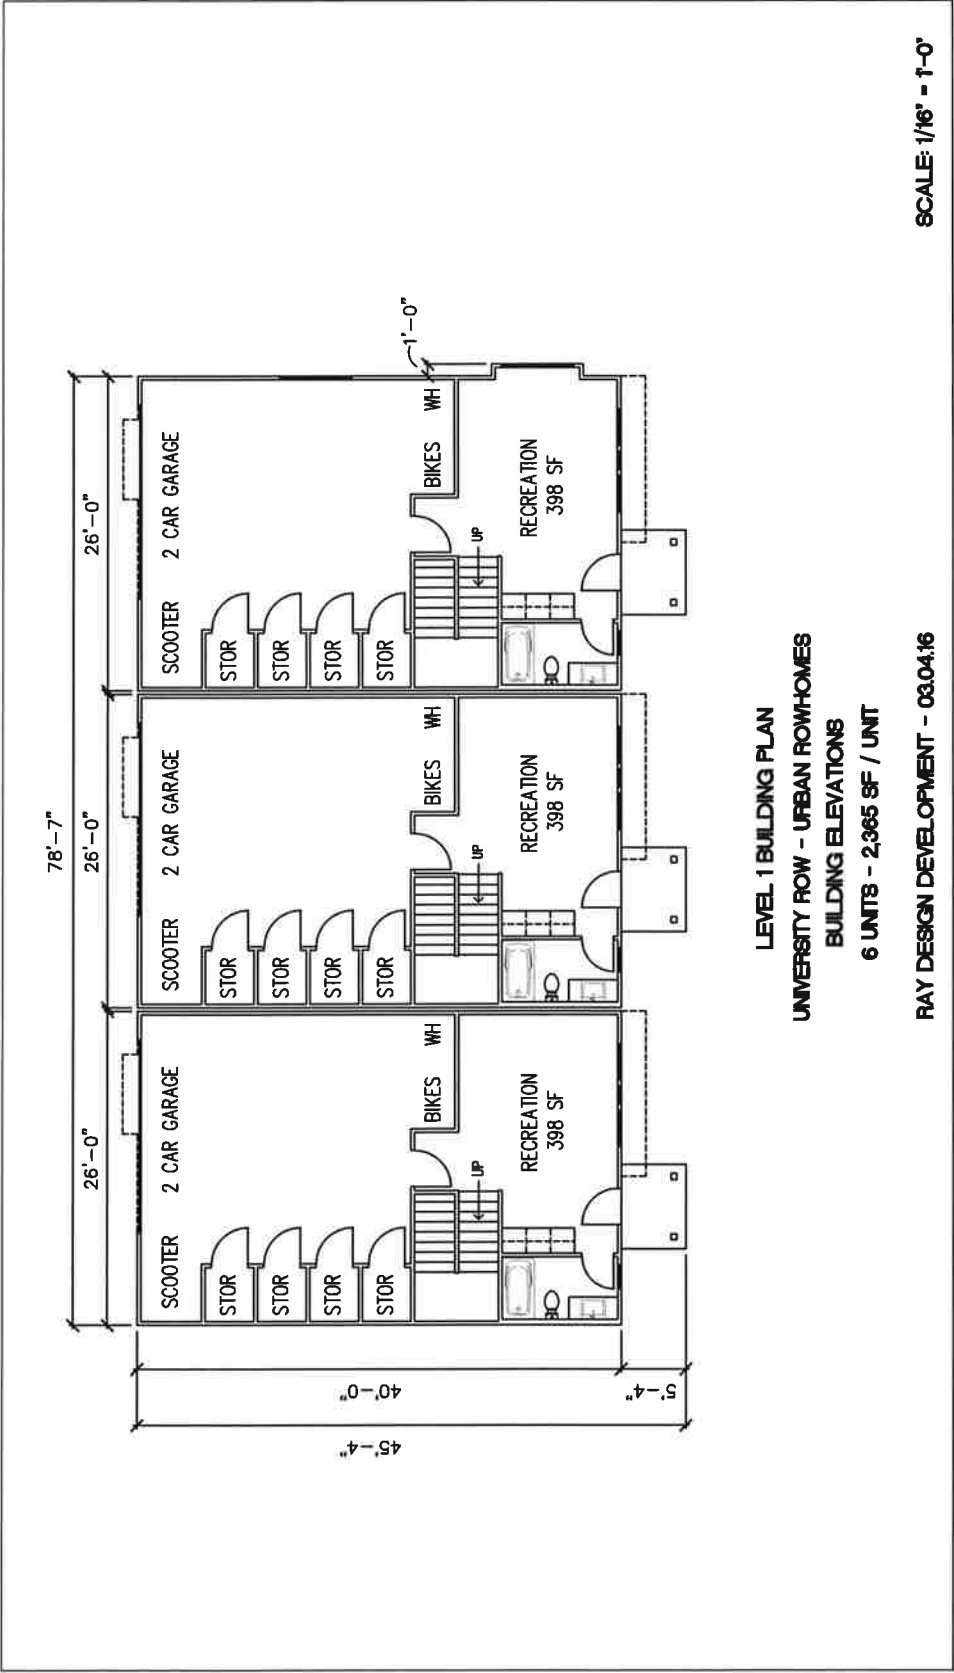 78'-7"
26'-0"
26'-0"
26'-0"
1'-0"
45'-4"
40'-0"
5'-4"
SCOOTER
2 CAR GARAGE
STOR
STOR
STOR
STOR
BIKES
WH
UP
RECREATION
398 SF
SCOOTER
2 CAR GARAGE
STOR
STOR
STOR
STOR
BIKES
WH
UP
RECREATION
398 SF
SCOOTER
2 CAR GARAGE
STOR
STOR
STOR
STOR
BIKES
WH
UP
RECREATION
398 SF
LEVEL 1 BUILDING PLAN
UNIVERSITY ROW - URBAN ROWHOMES
BUILDING ELEVATIONS
6 UNITS - 2,365 SF / UNIT
RAY DESIGN DEVELOPMENT - 03.04.16
SCALE: 1/16" = 1'-0"